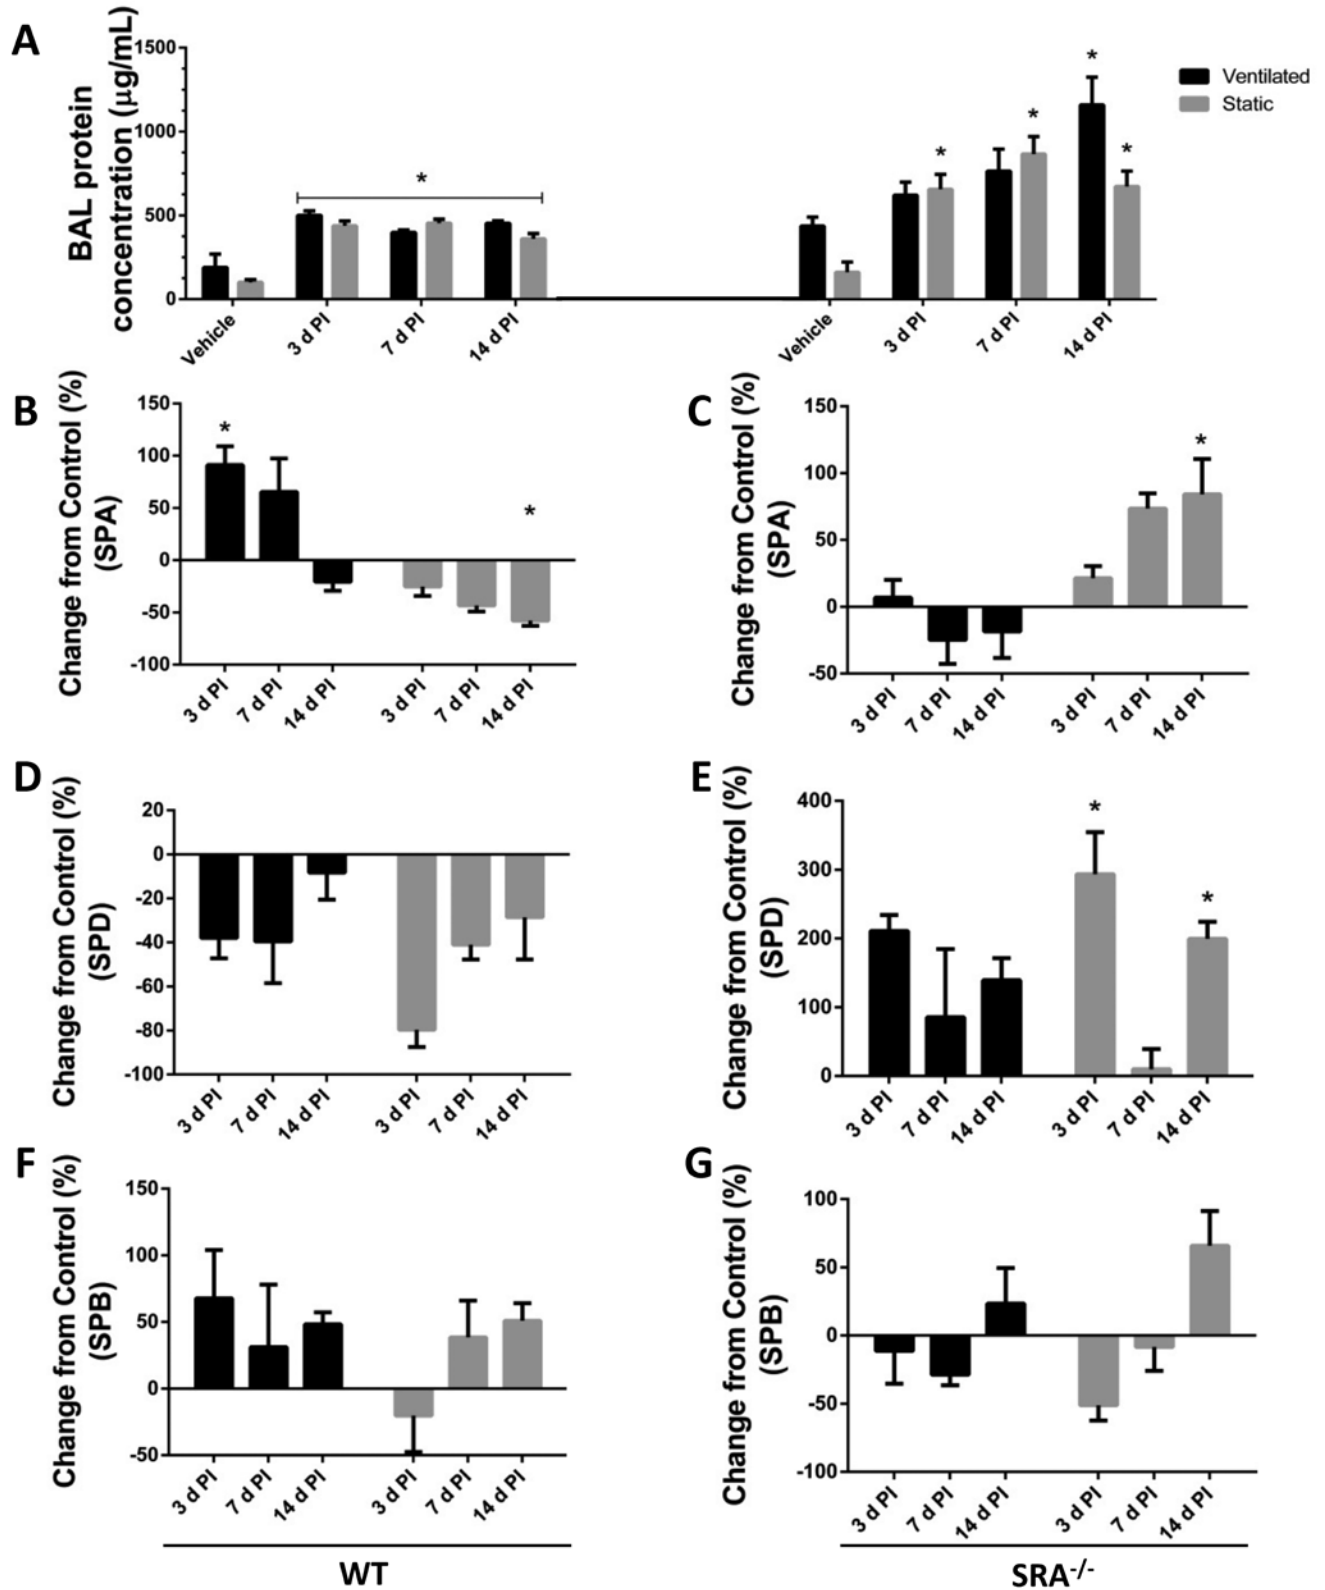 A
BAL protein
concentration (μg/mL)
1500
1000
500
0
Vehicle
3 d PI
7 d PI
14 d PI
Vehicle
3 d PI
7 d PI
14 d PI
*
*
*
*
*
Ventilated
Static
B
Change from Control (%)
(SPA)
150
100
50
0
-50
-100
*
*
3 d PI
7 d PI
14 d PI
3 d PI
7 d PI
14 d PI
C
Change from Control (%)
(SPA)
150
100
50
0
-50
*
3 d PI
7 d PI
14 d PI
3 d PI
7 d PI
14 d PI
D
Change from Control (%)
(SPD)
20
0
-20
-40
-60
-80
-100
3 d PI
7 d PI
14 d PI
3 d PI
7 d PI
14 d PI
E
Change from Control (%)
(SPD)
400
300
200
100
0
*
*
3 d PI
7 d PI
14 d PI
3 d PI
7 d PI
14 d PI
F
Change from Control (%)
(SPB)
150
100
50
0
-50
3 d PI
7 d PI
14 d PI
3 d PI
7 d PI
14 d PI
WT
G
Change from Control (%)
(SPB)
100
50
0
-50
-100
3 d PI
7 d PI
14 d PI
3 d PI
7 d PI
14 d PI
SRA-/-